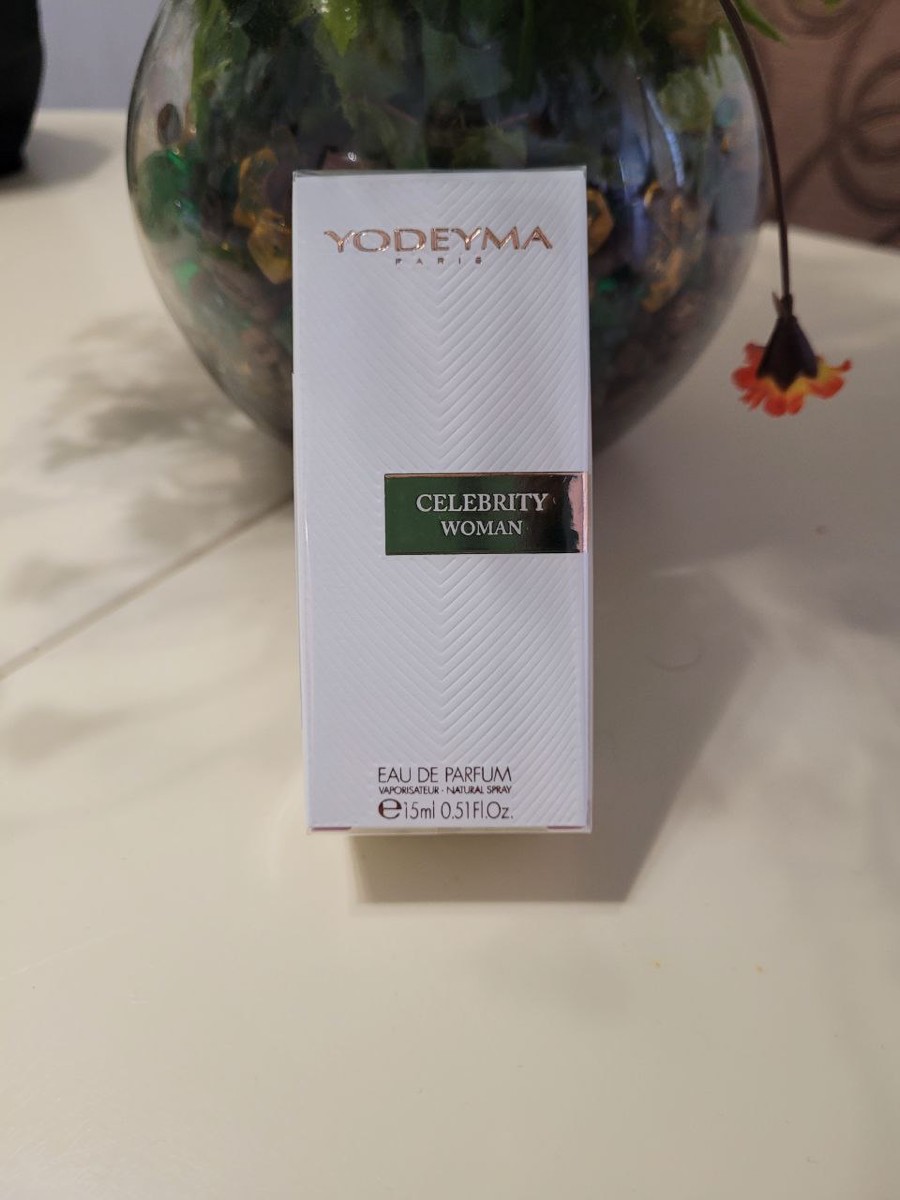 YODEYMA
PARIS
CELEBRITY
WOMAN
EAU DE PARFUM
VAPORISATEUR · NATURAL SPRAY
℮15ml 0.51Fl.Oz.